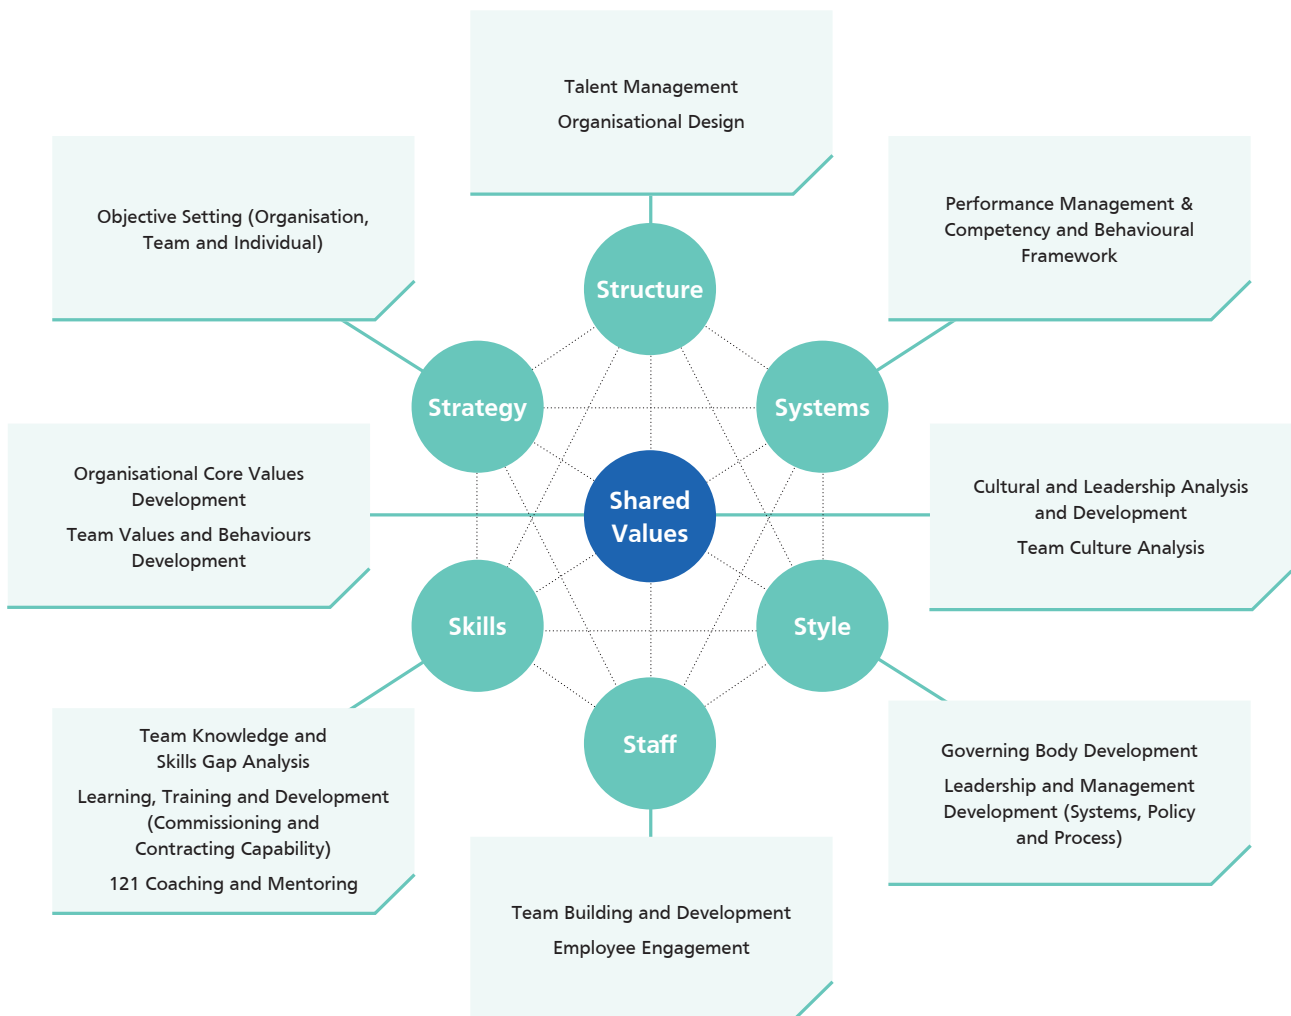 Talent Management
Organisational Design
Objective Setting (Organisation,
Team and Individual)
Performance Management &
Competency and Behavioural
Framework
Structure
Strategy
Systems
Organisational Core Values
Development
Team Values and Behaviours
Development
Shared
Values
Cultural and Leadership Analysis
and Development
Team Culture Analysis
Skills
Style
Staff
Team Knowledge and
Skills Gap Analysis
Learning, Training and Development
(Commissioning and
Contracting Capability)
121 Coaching and Mentoring
Governing Body Development
Leadership and Management
Development (Systems, Policy
and Process)
Team Building and Development
Employee Engagement